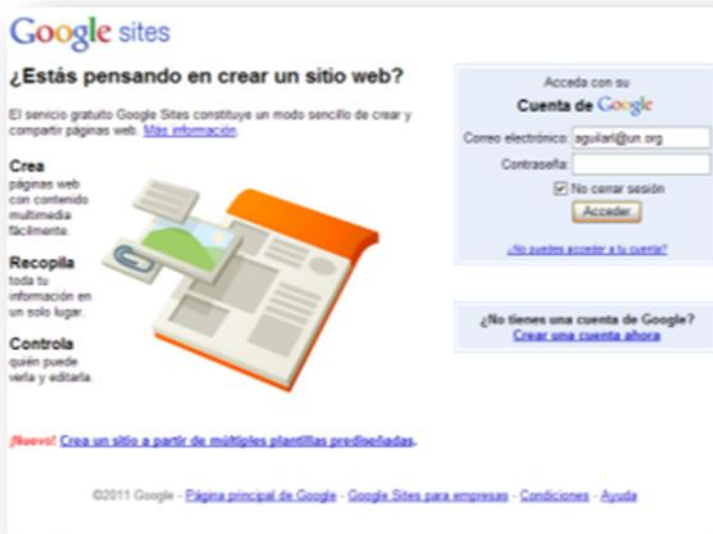 Google sites
¿Estás pensando en crear un sitio web?
El servicio gratuito Google Sites constituye un modo sencillo de crear y
compartir páginas web. Más información.
Crea
páginas web
con contenido
multimedia
fácilmente.
Recopila
toda tu
información en
un solo lugar.
Controla
quién puede
verla y editarla.
¡Nuevo! Crea un sitio a partir de múltiples plantillas prediseñadas.
Acceda con su
Cuenta de Google
Correo electrónico: aguilarl@un.org
Contraseña:
No cerrar sesión
Acceder
¿No puedes acceder a tu cuenta?
¿No tienes una cuenta de Google?
Crear una cuenta ahora
©2011 Google - Página principal de Google - Google Sites para empresas - Condiciones - Ayuda